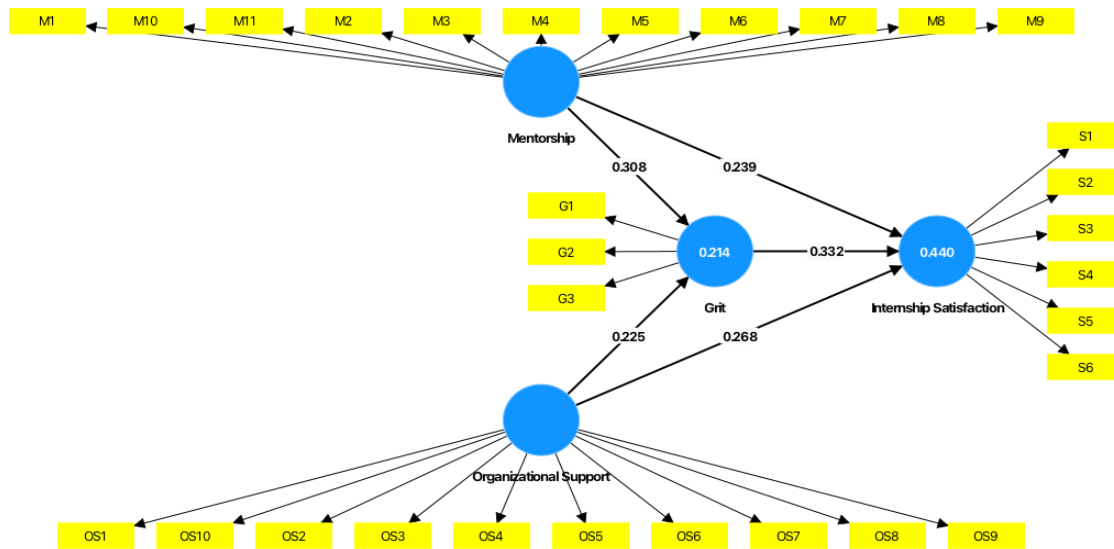 M1
M10
M11
M2
M3
M4
M5
M6
M7
M8
M9
Mentorship
S1
0.308
0.239
S2
G1
S3
G2
0.214
0.332
0.440
S4
G3
Grit
Internship Satisfaction
S5
0.225
0.268
S6
Organizational Support
OS1
OS10
OS2
OS3
OS4
OS5
OS6
OS7
OS8
OS9